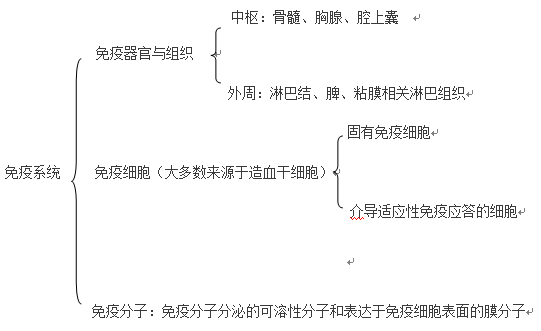 中枢：骨髓、胸腺、腔上囊
免疫器官与组织
外周：淋巴结、脾、粘膜相关淋巴组织
固有免疫细胞
免疫系统
免疫细胞（大多数来源于造血干细胞）
介导适应性免疫应答的细胞
免疫分子：免疫分子分泌的可溶性分子和表达于免疫细胞表面的膜分子